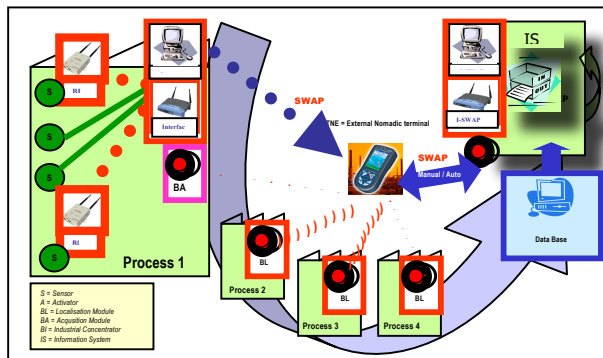 S
RI
S
S
RI
S
Interfac
BA
Process 1
SWAP
TNE = External Nomadic terminal
SWAP
Manual / Auto
IS
I-SWAP
P
Data Base
BL
Process 2
BL
Process 3
BL
Process 4
S = Sensor
A = Activator
BL = Localisation Module
BA = Acqusition Module
BI = Industrial Concentrator
IS = Information System